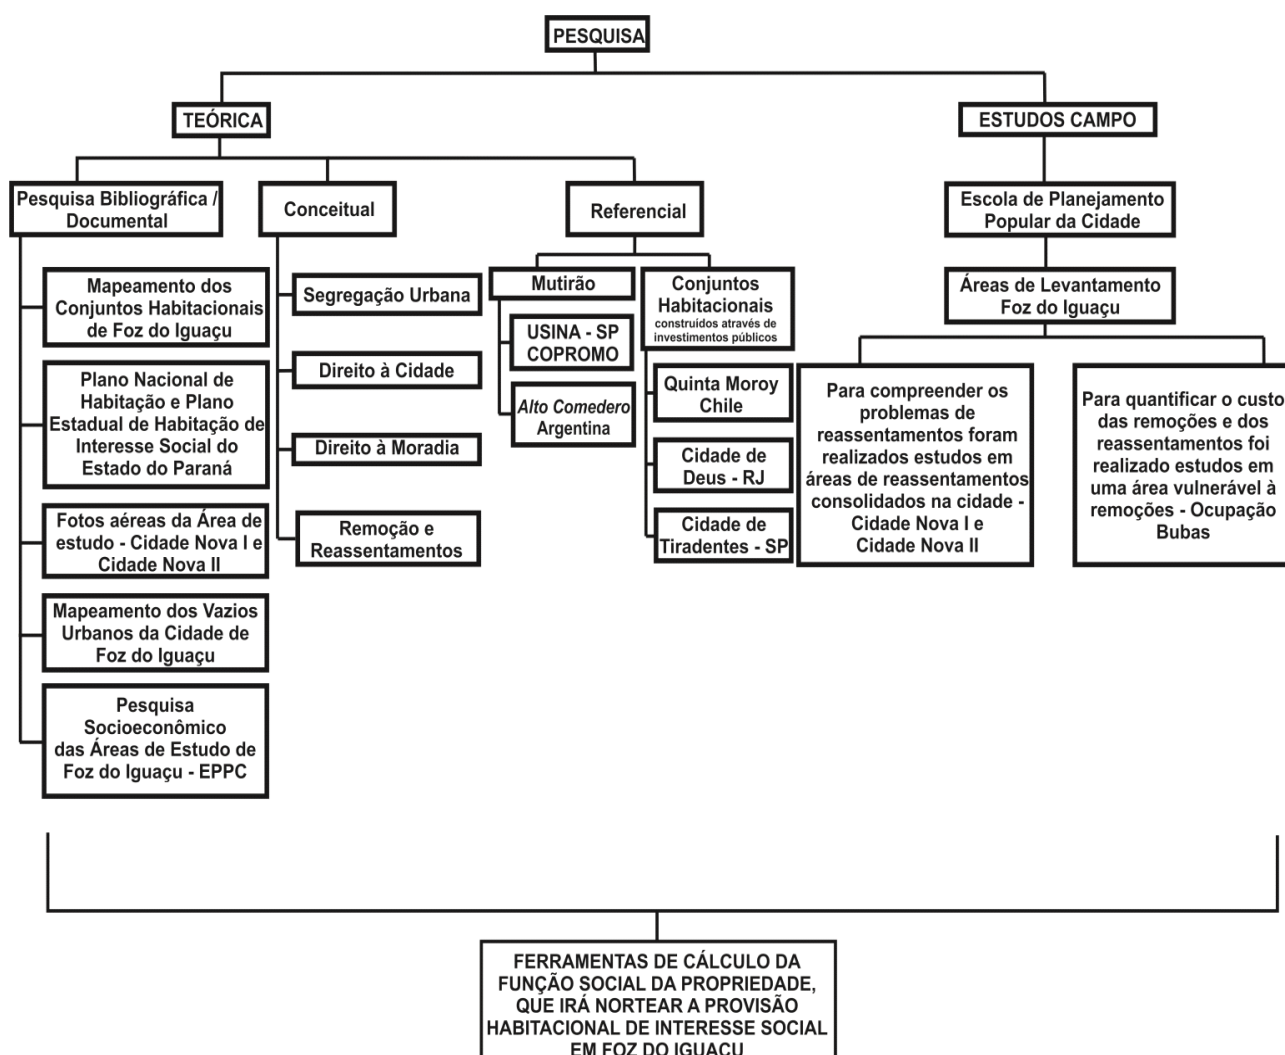 PESQUISA
TEÓRICA
ESTUDOS CAMPO
Pesquisa Bibliográfica /
Documental
Conceitual
Referencial
Escola de Planejamento
Popular da Cidade
Mapeamento dos
Conjuntos Habitacionais
de Foz do Iguaçu
Plano Nacional de
Habitação e Plano
Estadual de Habitação de
Interesse Social do
Estado do Paraná
Fotos aéreas da Área de
estudo - Cidade Nova I e
Cidade Nova II
Mapeamento dos Vazios
Urbanos da Cidade de
Foz do Iguaçu
Pesquisa
Socioeconômico
das Áreas de Estudo de
Foz do Iguaçu - EPPC
Segregação Urbana
Direito à Cidade
Direito à Moradia
Remoção e
Reassentamentos
Mutirão
USINA - SP
COPROMO
Alto Comedero
Argentina
Conjuntos
Habitacionais
construídos através de
investimentos públicos
Quinta Moroy
Chile
Cidade de
Deus - RJ
Cidade de
Tiradentes - SP
Áreas de Levantamento
Foz do Iguaçu
Para compreender os
problemas de
reassentamentos foram
realizados estudos em
áreas de reassentamentos
consolidados na cidade -
Cidade Nova I e
Cidade Nova II
Para quantificar o custo
das remoções e dos
reassentamentos foi
realizado estudos em
uma área vulnerável à
remoções - Ocupação
Bubas
FERRAMENTAS DE CÁLCULO DA
FUNÇÃO SOCIAL DA PROPRIEDADE,
QUE IRÁ NORTEAR A PROVISÃO
HABITACIONAL DE INTERESSE SOCIAL
EM FOZ DO IGUAÇU